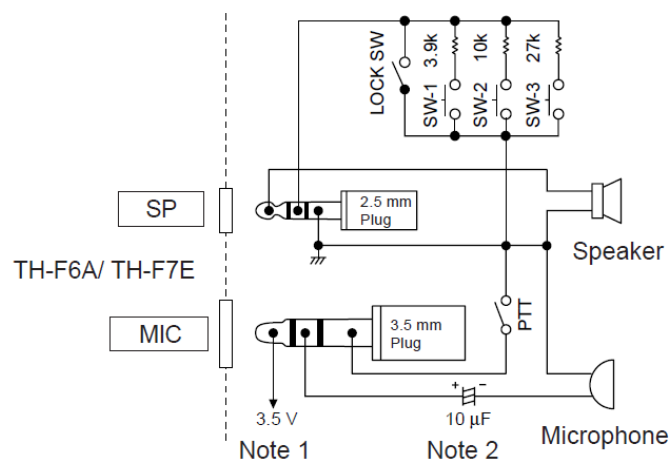 LOCK SW
3.9k
10k
27k
SW-1
SW-2
SW-3
SP
2.5 mm
Plug
Speaker
TH-F6A/ TH-F7E
MIC
3.5 mm
Plug
PTT
+ −
3.5 V
10 µF
Microphone
Note 1
Note 2